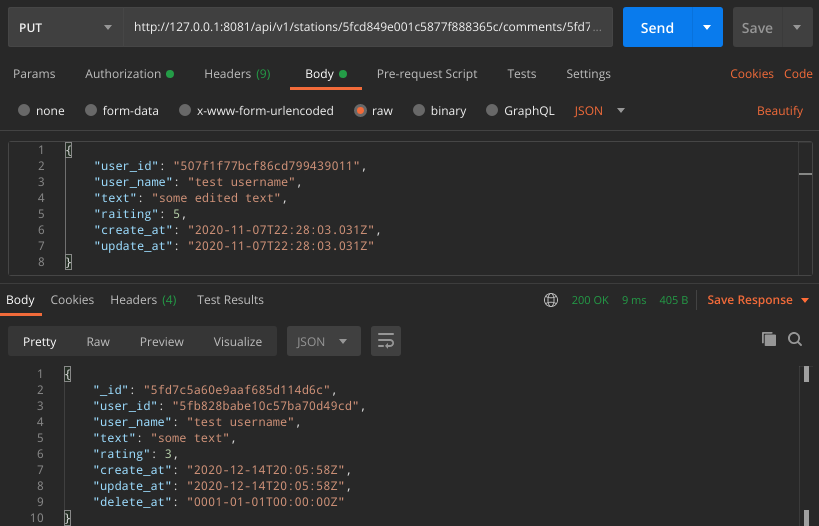 PUT http://127.0.0.1:8081/api/v1/stations/5fcd849e001c5877f888365c/comments/5fd7... Send Save
Params Authorization Headers (9) Body Pre-request Script Tests Settings Cookies Code
none form-data x-www-form-urlencoded raw binary GraphQL JSON Beautify
1 {
2 "user_id": "507f1f77bcf86cd799439011",
3 "user_name": "test username",
4 "text": "some edited text",
5 "raiting": 5,
6 "create_at": "2020-11-07T22:28:03.031Z",
7 "update_at": "2020-11-07T22:28:03.031Z"
8 }
Body Cookies Headers (4) Test Results 200 OK 9 ms 405 B Save Response
Pretty Raw Preview Visualize JSON
1 {
2 "_id": "5fd7c5a60e9aaf685d114d6c",
3 "user_id": "5fb828babe10c57ba70d49cd",
4 "user_name": "test username",
5 "text": "some text",
6 "rating": 3,
7 "create_at": "2020-12-14T20:05:58Z",
8 "update_at": "2020-12-14T20:05:58Z",
9 "delete_at": "0001-01-01T00:00:00Z"
10 }